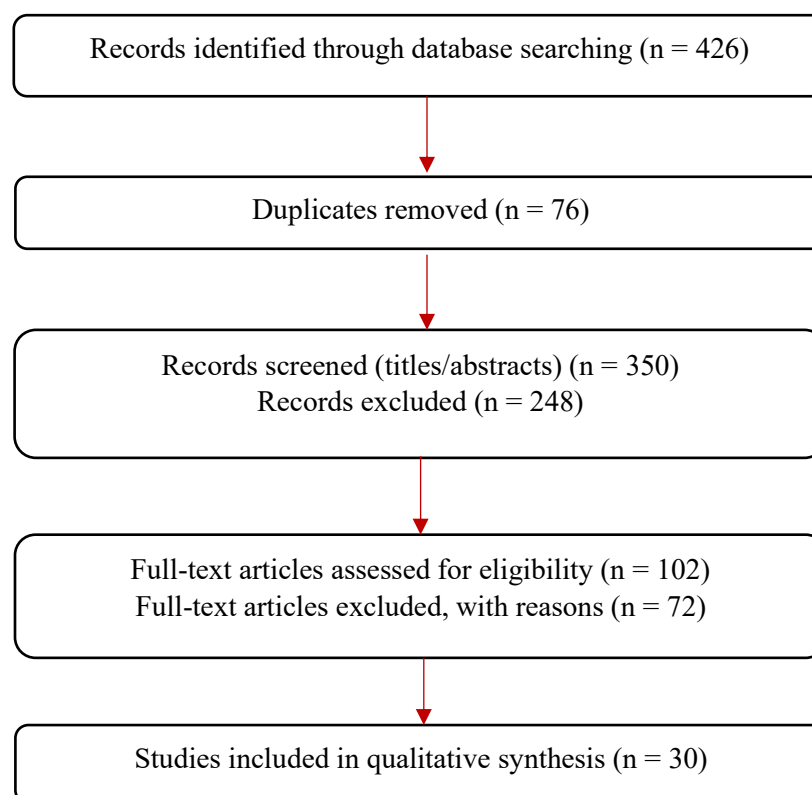 Records identified through database searching (n = 426)
Duplicates removed (n = 76)
Records screened (titles/abstracts) (n = 350)
Records excluded (n = 248)
Full-text articles assessed for eligibility (n = 102)
Full-text articles excluded, with reasons (n = 72)
Studies included in qualitative synthesis (n = 30)